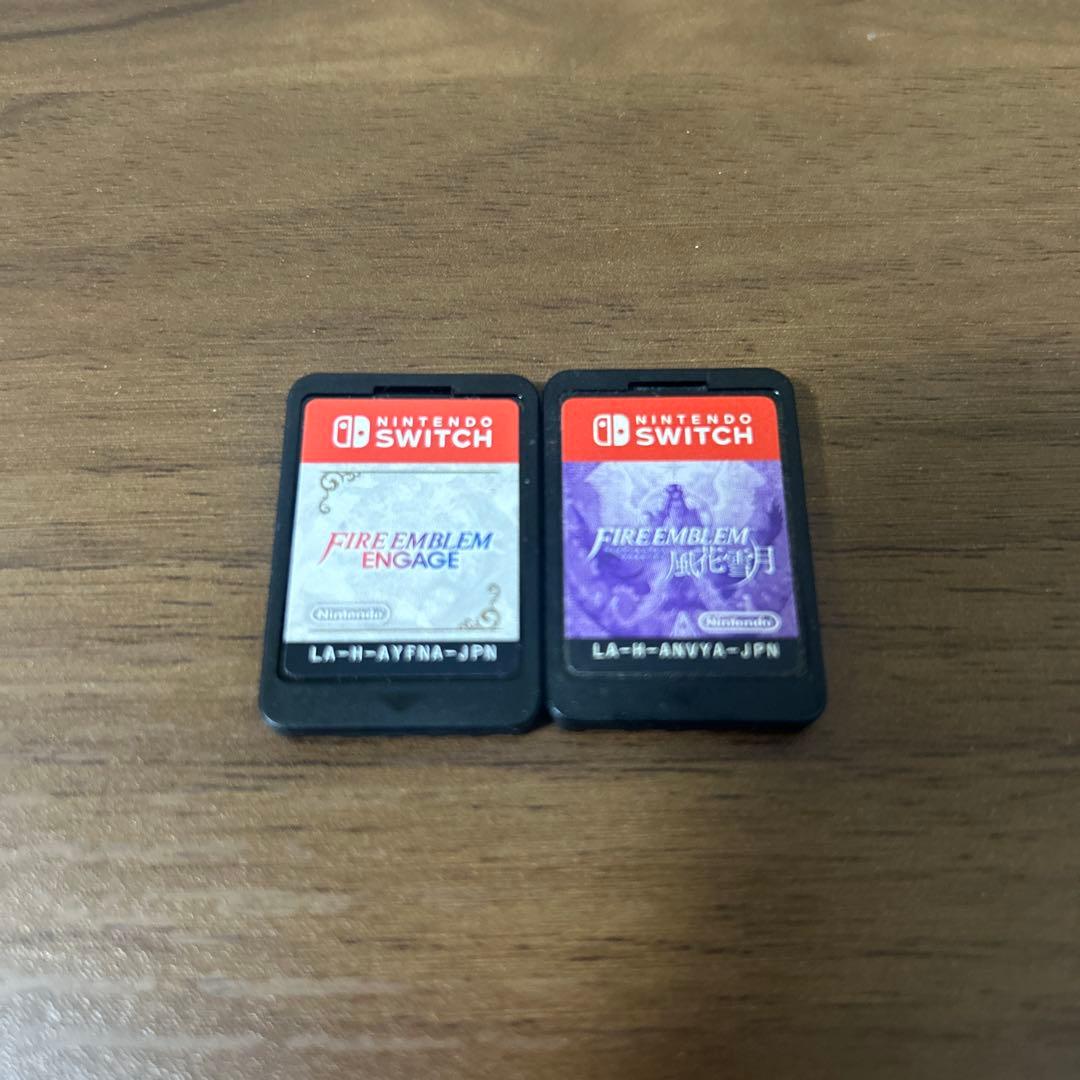 NINTENDO
SWITCH
FIRE EMBLEM
ENGAGE
Nintendo
LA-H-AYFNA-JPN
NINTENDO
SWITCH
FIRE EMBLEM
風花雪月
Nintendo
LA-H-ANVYA-JPN